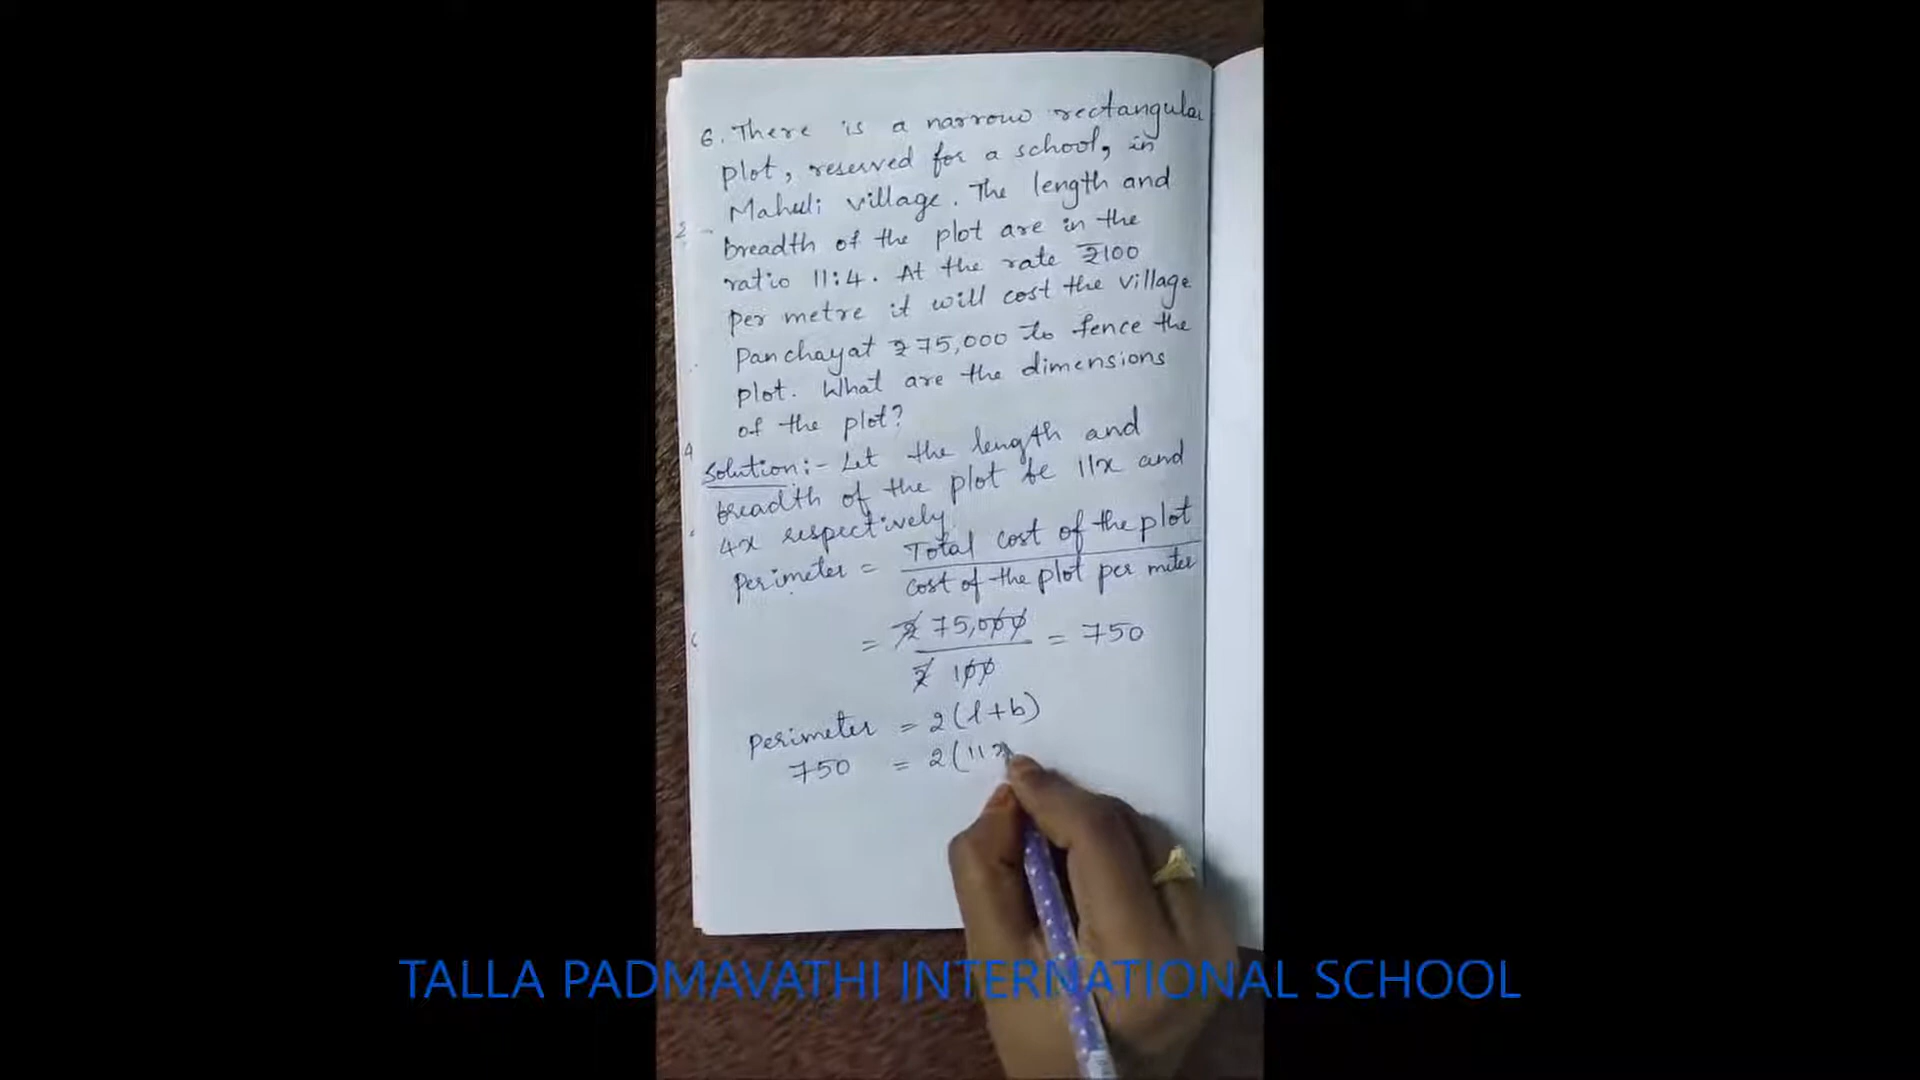 6. There is a narrow rectangular
plot, reserved for a school, in
Mahuli village. The length and
breadth of the plot are in the
ratio 11:4. At the rate ₹100
per metre it will cost the village
panchayat ₹75,000 to fence the
plot. What are the dimensions
of the plot?
Solution:- Let the length and
breadth of the plot be 11x and
4x respectively
Perimeter = Total cost of the plot
cost of the plot per meter
= ₹ 75,000 = 750
₹ 100
perimeter = 2(l+b)
750 = 2(11x
TALLA PADMAVATHI INTERNATIONAL SCHOOL